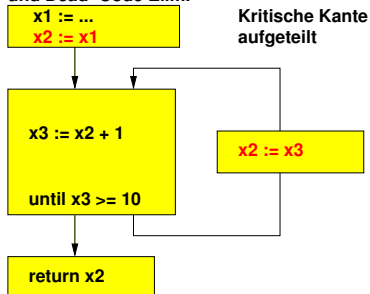 und Dead-Code Elim.
x1 := ...
x2 := x1
Kritische Kante
aufgeteilt
x3 := x2 + 1
x2 := x3
until x3 >= 10
return x2